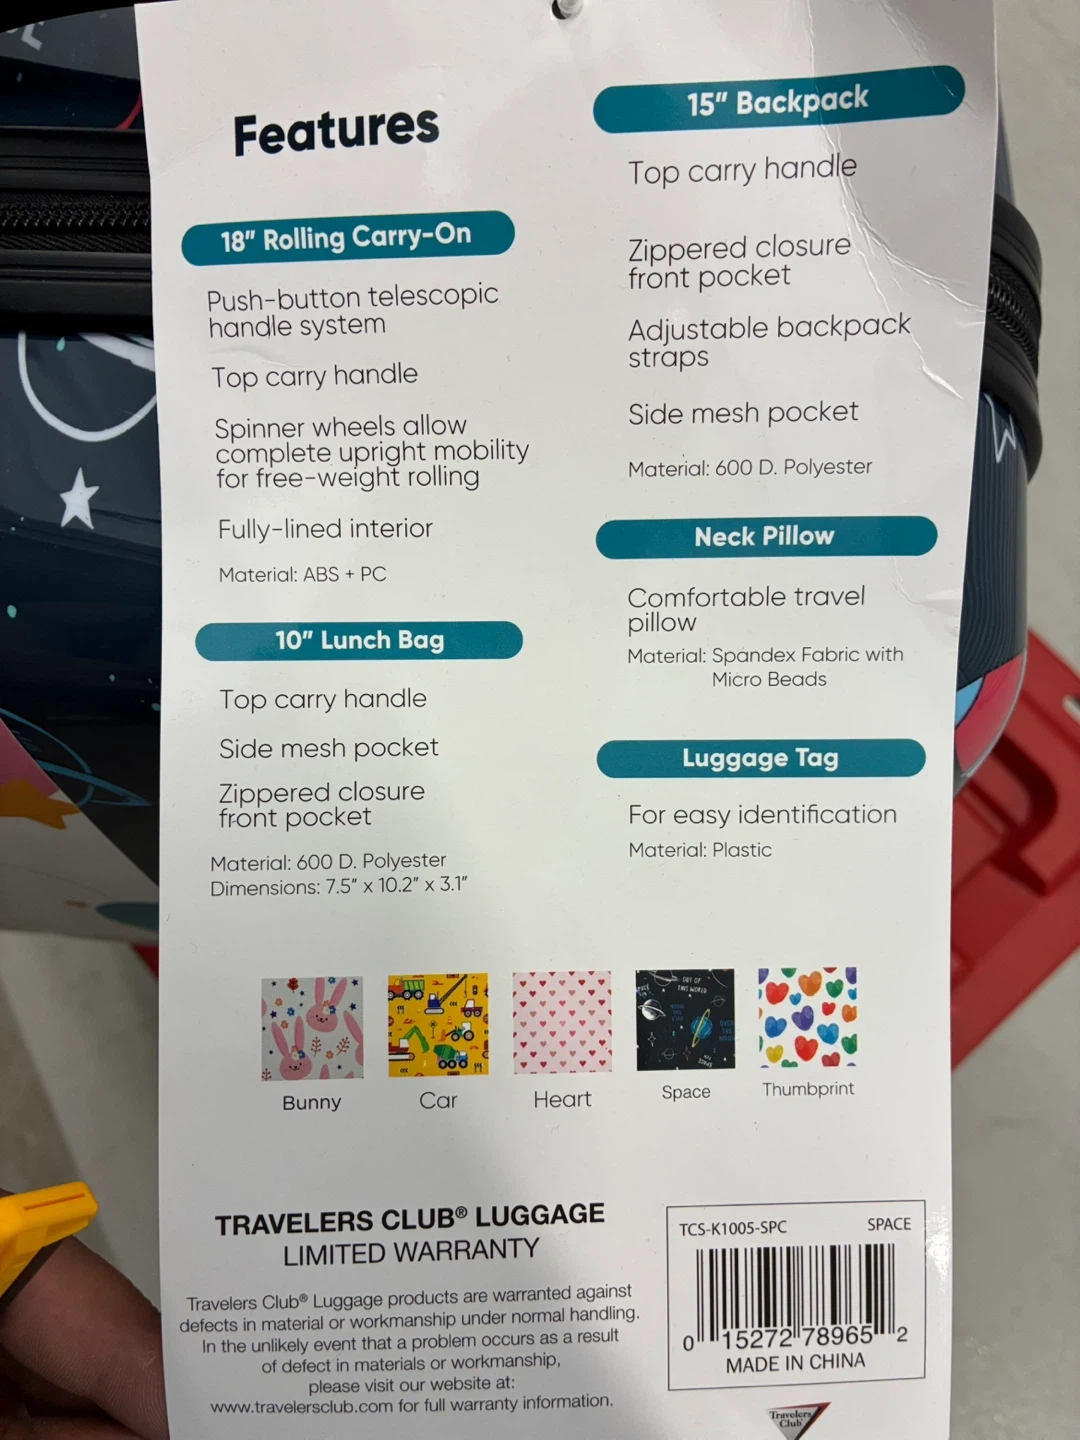 Features
18" Rolling Carry-On
Push-button telescopic
handle system
Top carry handle
Spinner wheels allow
complete upright mobility
for free-weight rolling
Fully-lined interior
Material: ABS + PC
10" Lunch Bag
Top carry handle
Side mesh pocket
Zippered closure
front pocket
Material: 600 D. Polyester
Dimensions: 7.5" x 10.2" x 3.1"
15" Backpack
Top carry handle
Zippered closure
front pocket
Adjustable backpack
straps
Side mesh pocket
Material: 600 D. Polyester
Neck Pillow
Comfortable travel
pillow
Material: Spandex Fabric with
Micro Beads
Luggage Tag
For easy identification
Material: Plastic
OUT OF
THIS WORLD
Bunny
Car
Heart
Space
Thumbprint
TRAVELERS CLUB® LUGGAGE
LIMITED WARRANTY
Travelers Club® Luggage products are warranted against
defects in material or workmanship under normal handling.
In the unlikely event that a problem occurs as a result
of defect in materials or workmanship,
please visit our website at:
www.travelersclub.com for full warranty information.
TCS-K1005-SPC SPACE
0 15272 78965 2
MADE IN CHINA
Travelers
Club